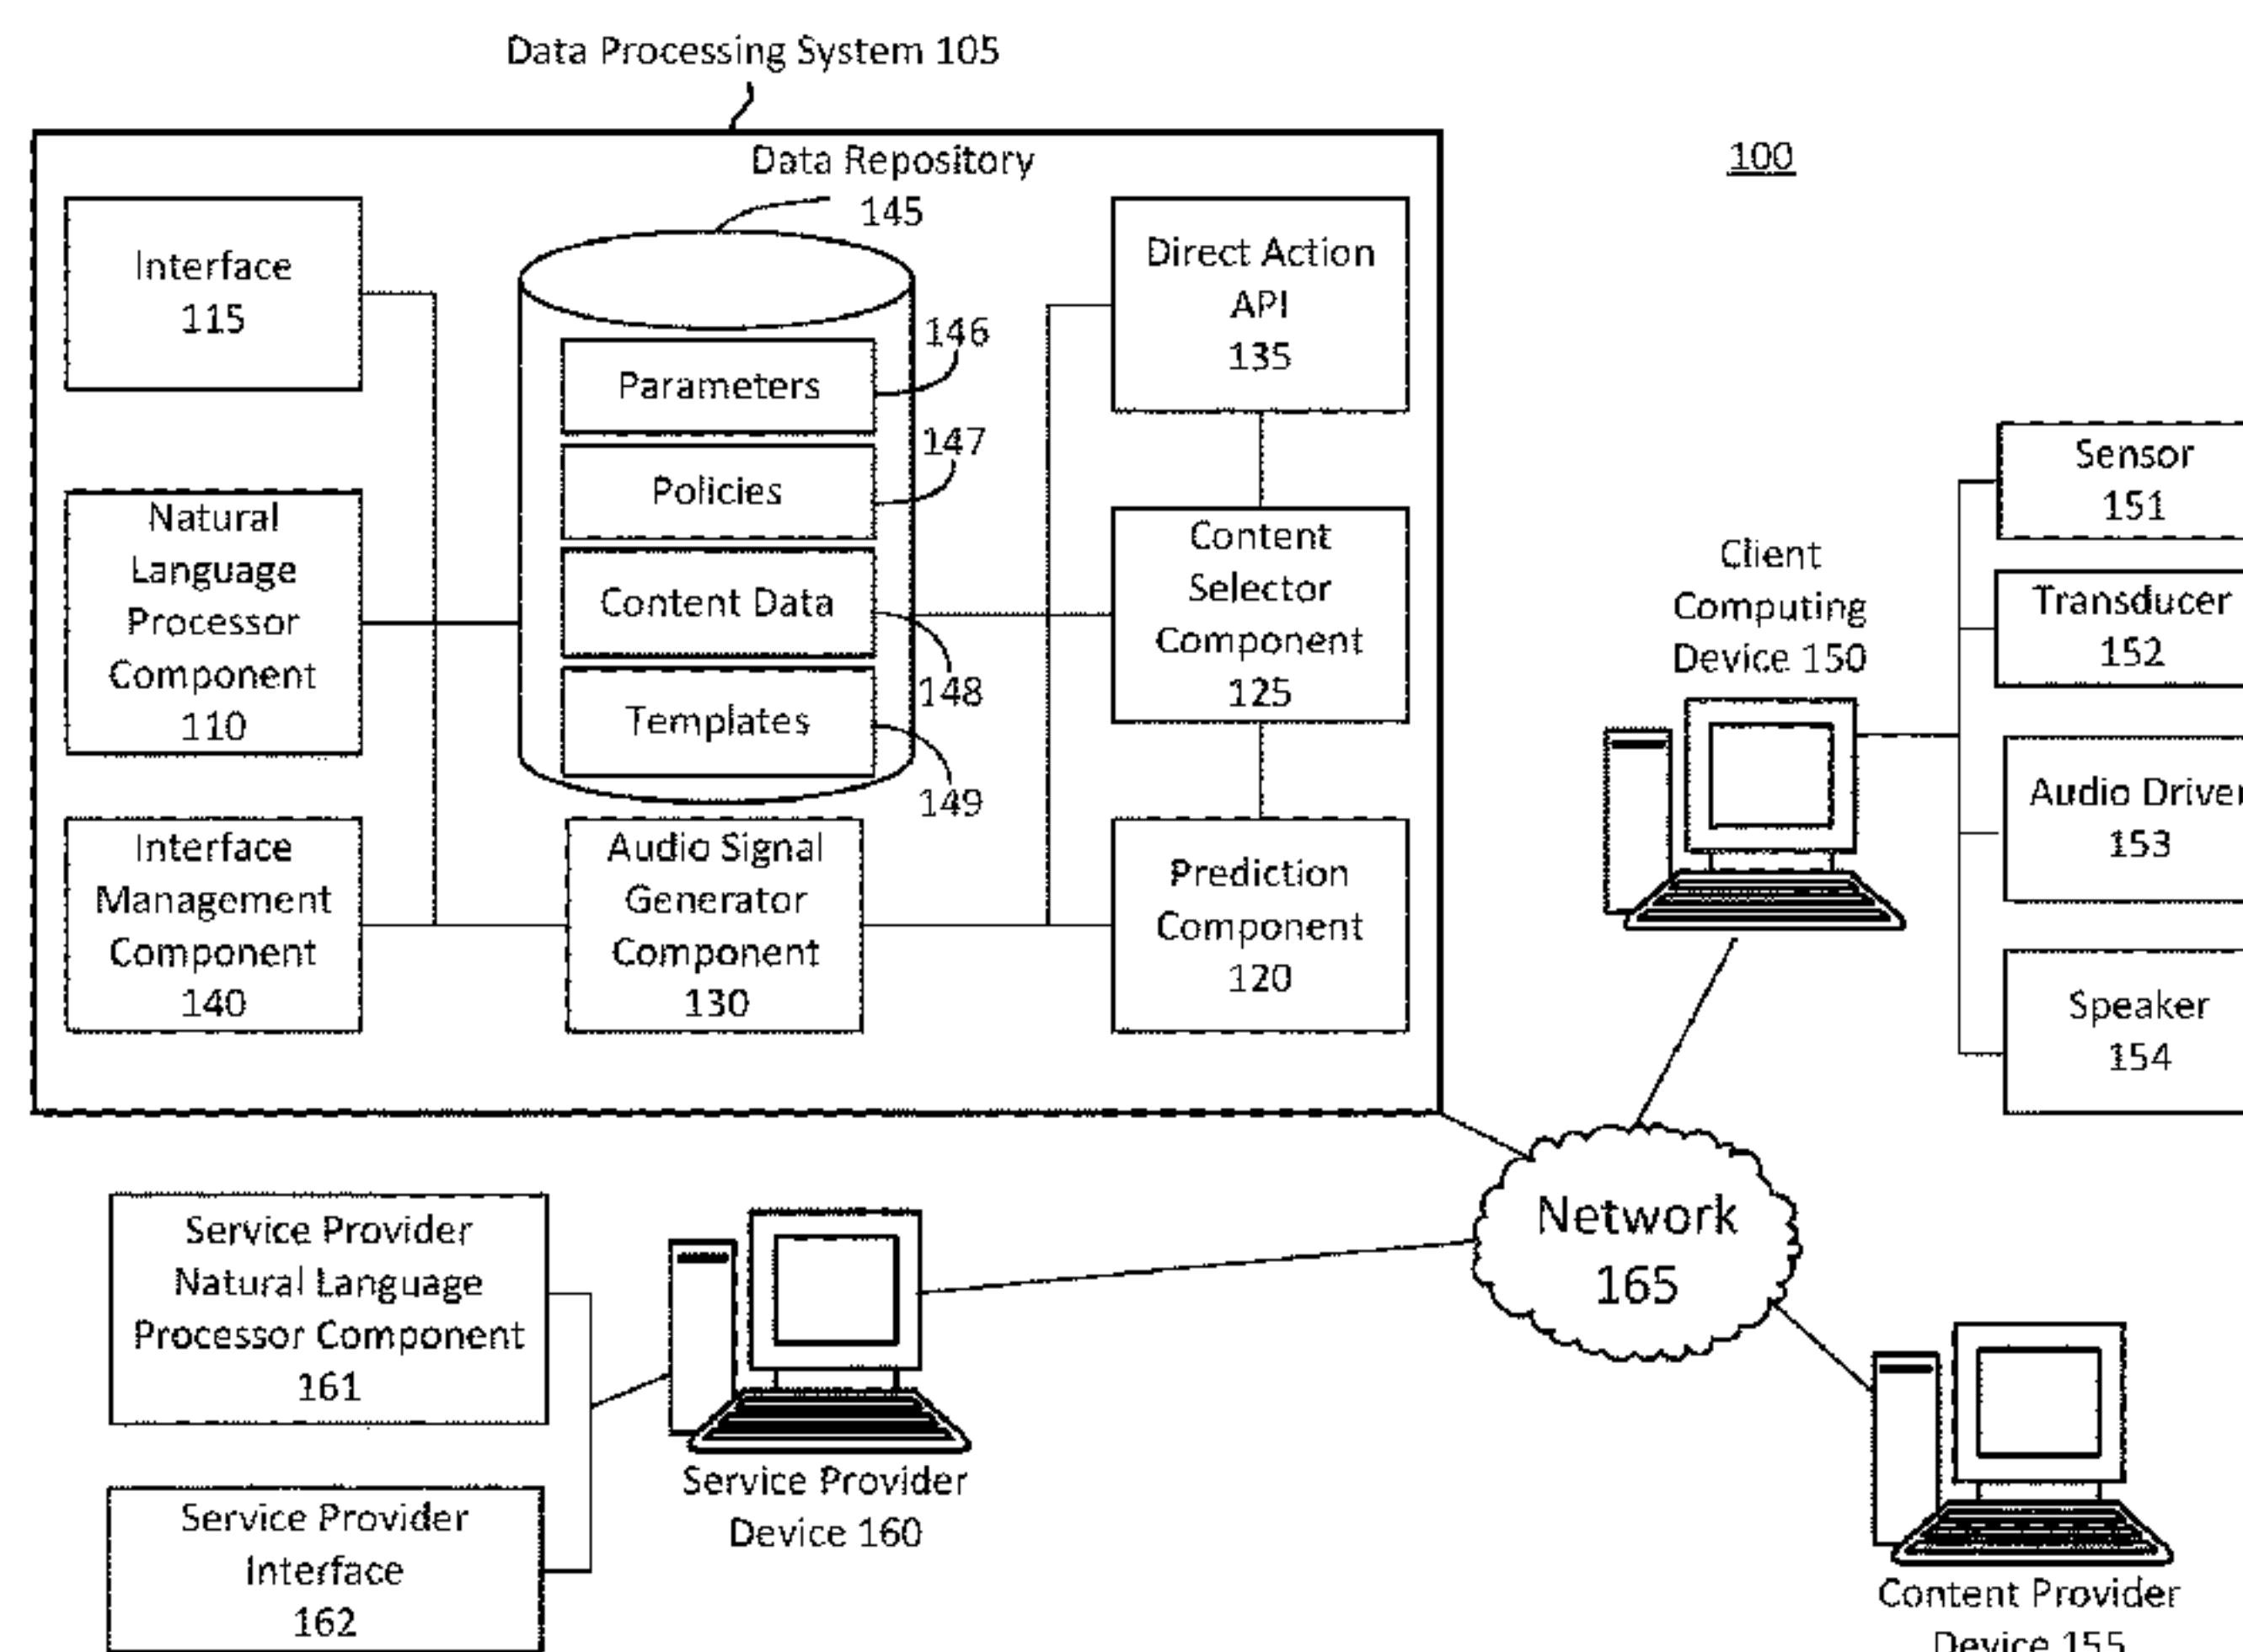 Data Processing System 105
100
Data Repository
145
Interface
115
Direct Action
API
135
146
Parameters
147
Policies
Content Data
148
Templates
149
Natural
Language
Processor
Component
110
Content
Selector
Component
125
Interface
Management
Component
140
Audio Signal
Generator
Component
130
Prediction
Component
120
Client
Computing
Device 150
Sensor
151
Transducer
152
Audio Driver
153
Speaker
154
Network
165
Service Provider
Natural Language
Processor Component
161
Service Provider
Interface
162
Service Provider
Device 160
Content Provider
Device 155